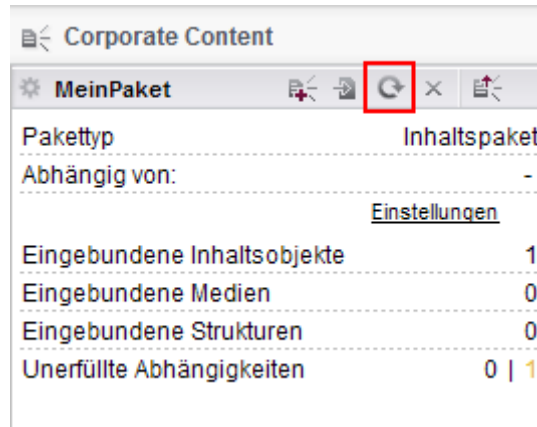 Corporate Content
MeinPaket
Pakettyp Inhaltspaket
Abhängig von: -
Einstellungen
Eingebundene Inhaltsobjekte 1
Eingebundene Medien 0
Eingebundene Strukturen 0
Unerfüllte Abhängigkeiten 0 | 1